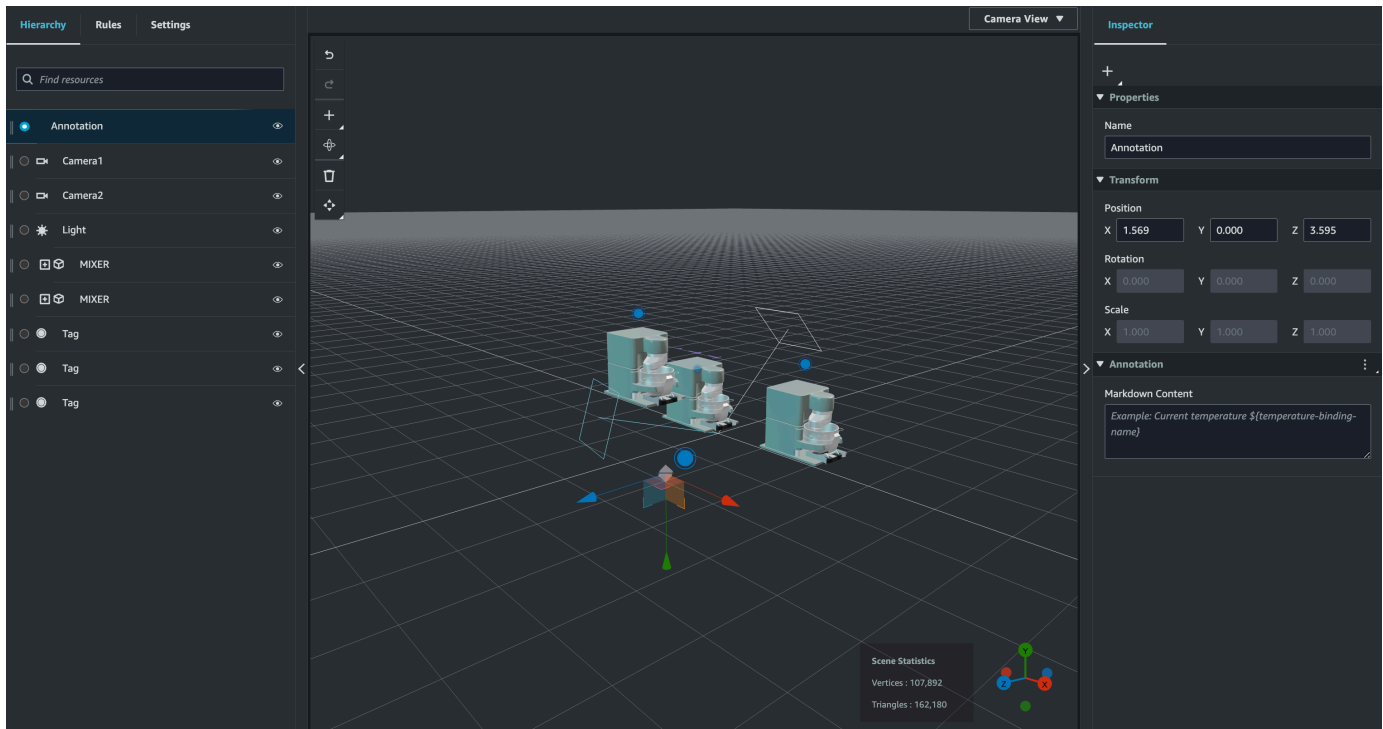 Hierarchy Rules Settings
Find resources
Annotation
Camera1
Camera2
Light
MIXER
MIXER
Tag
Tag
Tag
Camera View
Scene Statistics
Vertices : 107,892
Triangles : 162,180
Y
Z
X
Inspector
Properties
Name
Annotation
Transform
Position
X 1.569 Y 0.000 Z 3.595
Rotation
X 0.000 Y 0.000 Z 0.000
Scale
X 1.000 Y 1.000 Z 1.000
Annotation
Markdown Content
Example: Current temperature ${temperature-binding-
name}